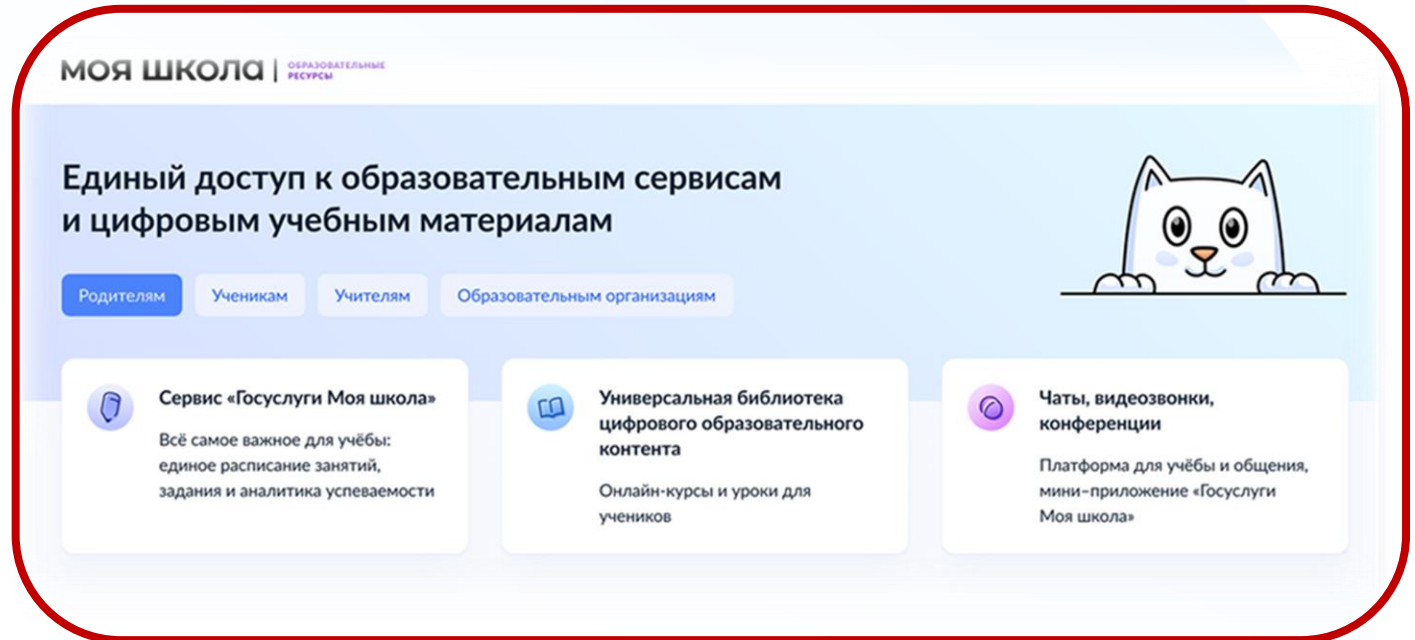 моя школа | ОБРАЗОВАТЕЛЬНЫЕ
РЕСУРСЫ
Единый доступ к образовательным сервисам
и цифровым учебным материалам
Родителям
Ученикам
Учителям
Образовательным организациям
Сервис «Госуслуги Моя школа»
Всё самое важное для учёбы:
единое расписание занятий,
задания и аналитика успеваемости
Универсальная библиотека
цифрового образовательного
контента
Онлайн-курсы и уроки для
учеников
Чаты, видеозвонки,
конференции
Платформа для учёбы и общения,
мини–приложение «Госуслуги
Моя школа»